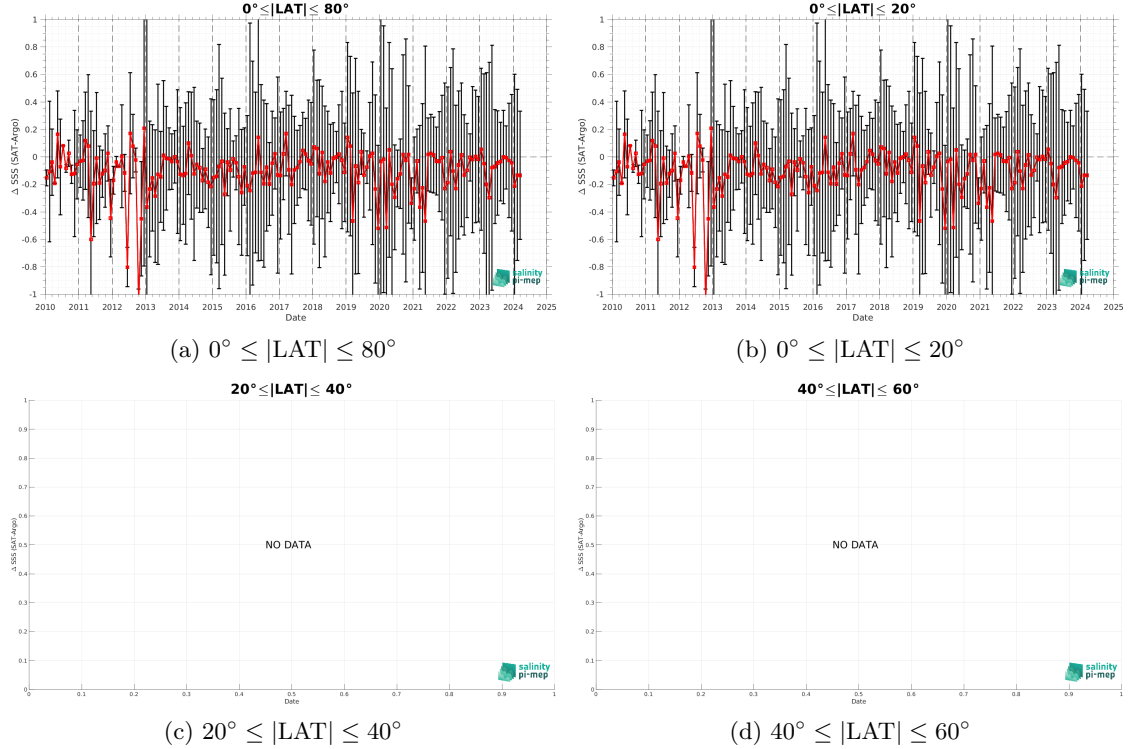 0°≤|LAT|≤ 80°
Δ SSS (SAT-Argo)
1
0.8
0.6
0.4
0.2
0
-0.2
-0.4
-0.6
-0.8
-1
2010 2011 2012 2013 2014 2015 2016 2017 2018 2019 2020 2021 2022 2023 2024 2025
Date
salinity
pi-mep
(a) 0° ≤ |LAT| ≤ 80°
0°≤|LAT|≤ 20°
Δ SSS (SAT-Argo)
1
0.8
0.6
0.4
0.2
0
-0.2
-0.4
-0.6
-0.8
-1
2010 2011 2012 2013 2014 2015 2016 2017 2018 2019 2020 2021 2022 2023 2024 2025
Date
salinity
pi-mep
(b) 0° ≤ |LAT| ≤ 20°
20°≤|LAT|≤ 40°
Δ SSS (SAT-Argo)
1
0.9
0.8
0.7
0.6
0.5
0.4
0.3
0.2
0.1
0
NO DATA
0 0.1 0.2 0.3 0.4 0.5 0.6 0.7 0.8 0.9 1
Date
salinity
pi-mep
(c) 20° ≤ |LAT| ≤ 40°
40°≤|LAT|≤ 60°
Δ SSS (SAT-Argo)
1
0.9
0.8
0.7
0.6
0.5
0.4
0.3
0.2
0.1
0
NO DATA
0 0.1 0.2 0.3 0.4 0.5 0.6 0.7 0.8 0.9 1
Date
salinity
pi-mep
(d) 40° ≤ |LAT| ≤ 60°